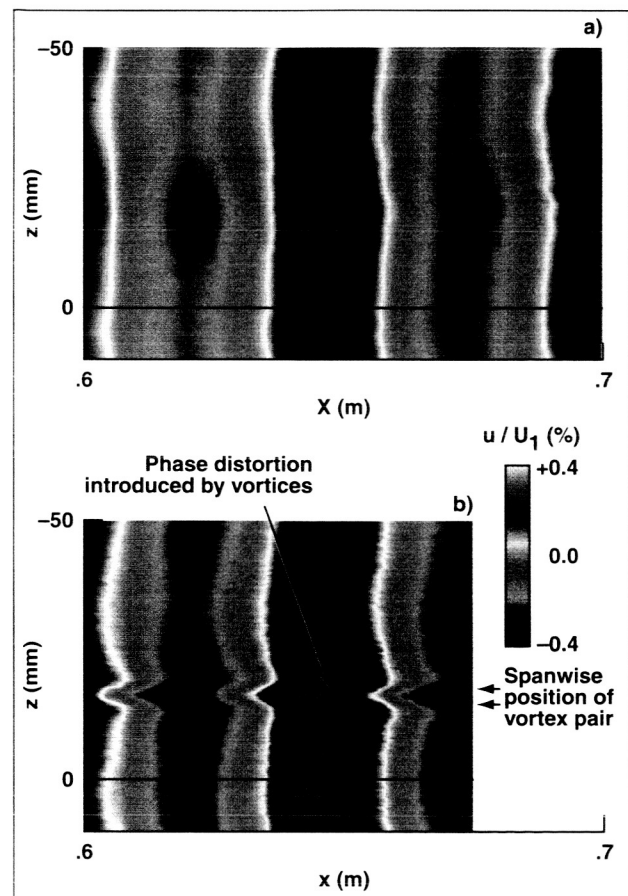 a)
−50
z (mm)
0
.6
.7
X (m)
u / U1 (%)
+0.4
0.0
−0.4
Phase distortion
introduced by vortices
b)
−50
z (mm)
Spanwise
position of
vortex pair
0
.6
.7
x (m)